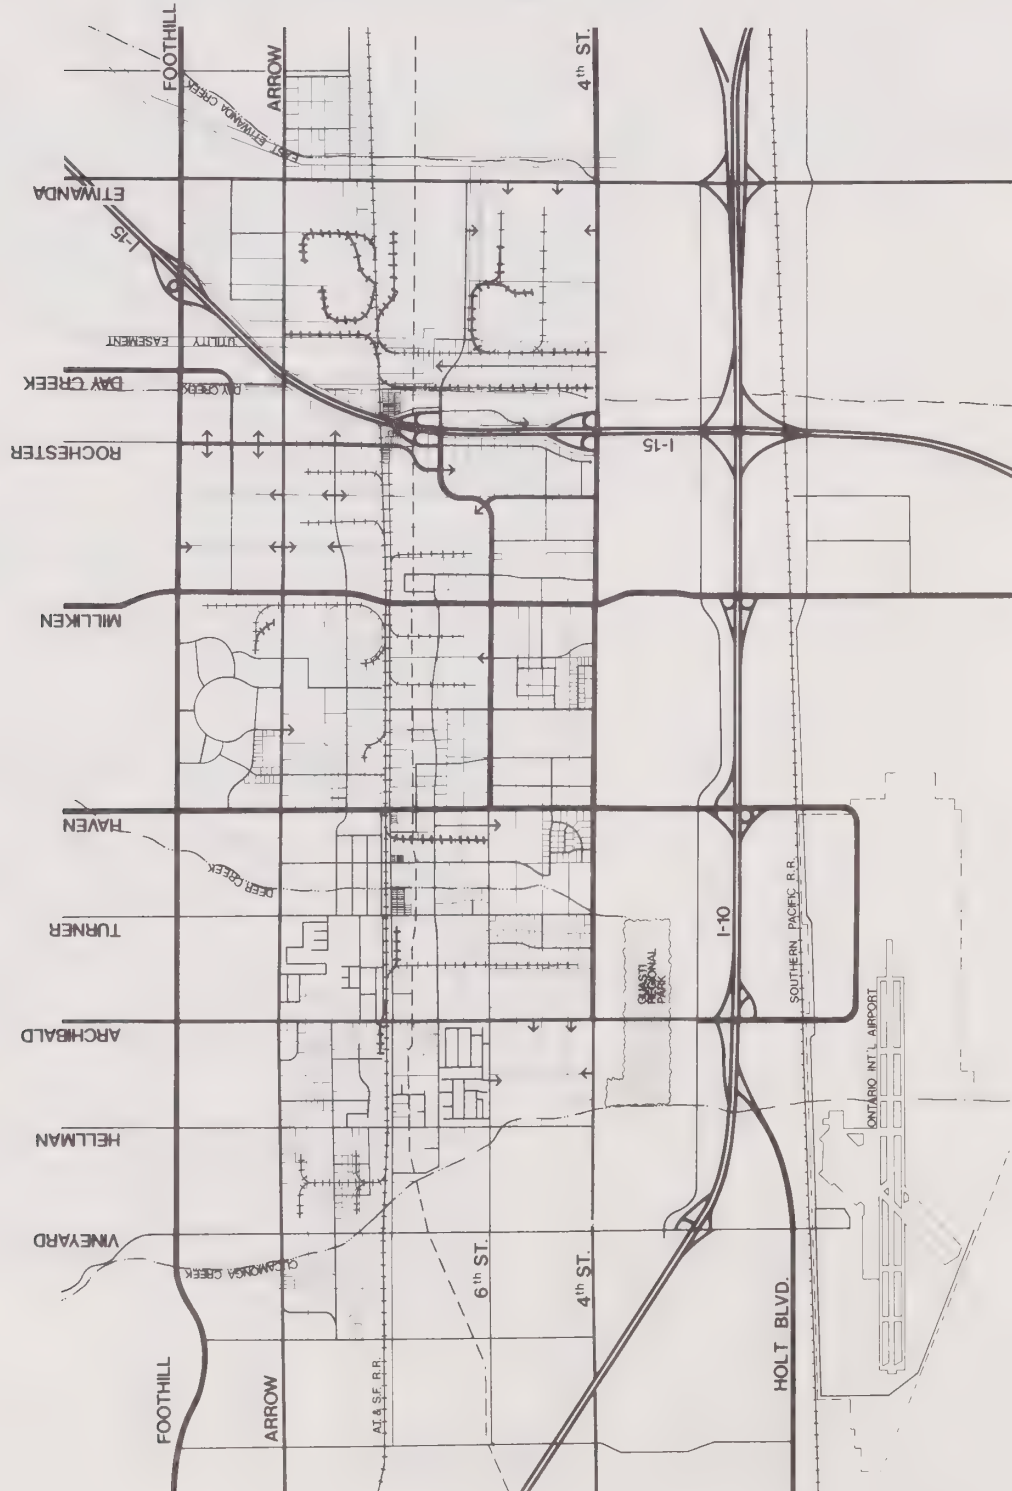 FOOTHILL
ARROW
4th ST.
EAST ETIWANDA CREEK
ETIWANDA
I-15
UTILITY EASEMENT
DAY CREEK
DAY CREEK
ROCHESTER
I-15
MILLIKEN
HAVEN
DEER CREEK
TURNER
I-10
SOUTHERN PACIFIC R.R.
GUASTI
REGIONAL
PARK
ARCHIBALD
ONTARIO INT'L AIRPORT
HELLMAN
VINEYARD
CUCAMONGA CREEK
6th ST.
4th ST.
HOLT BLVD.
FOOTHILL
ARROW
A.T. & S.F. R.R.